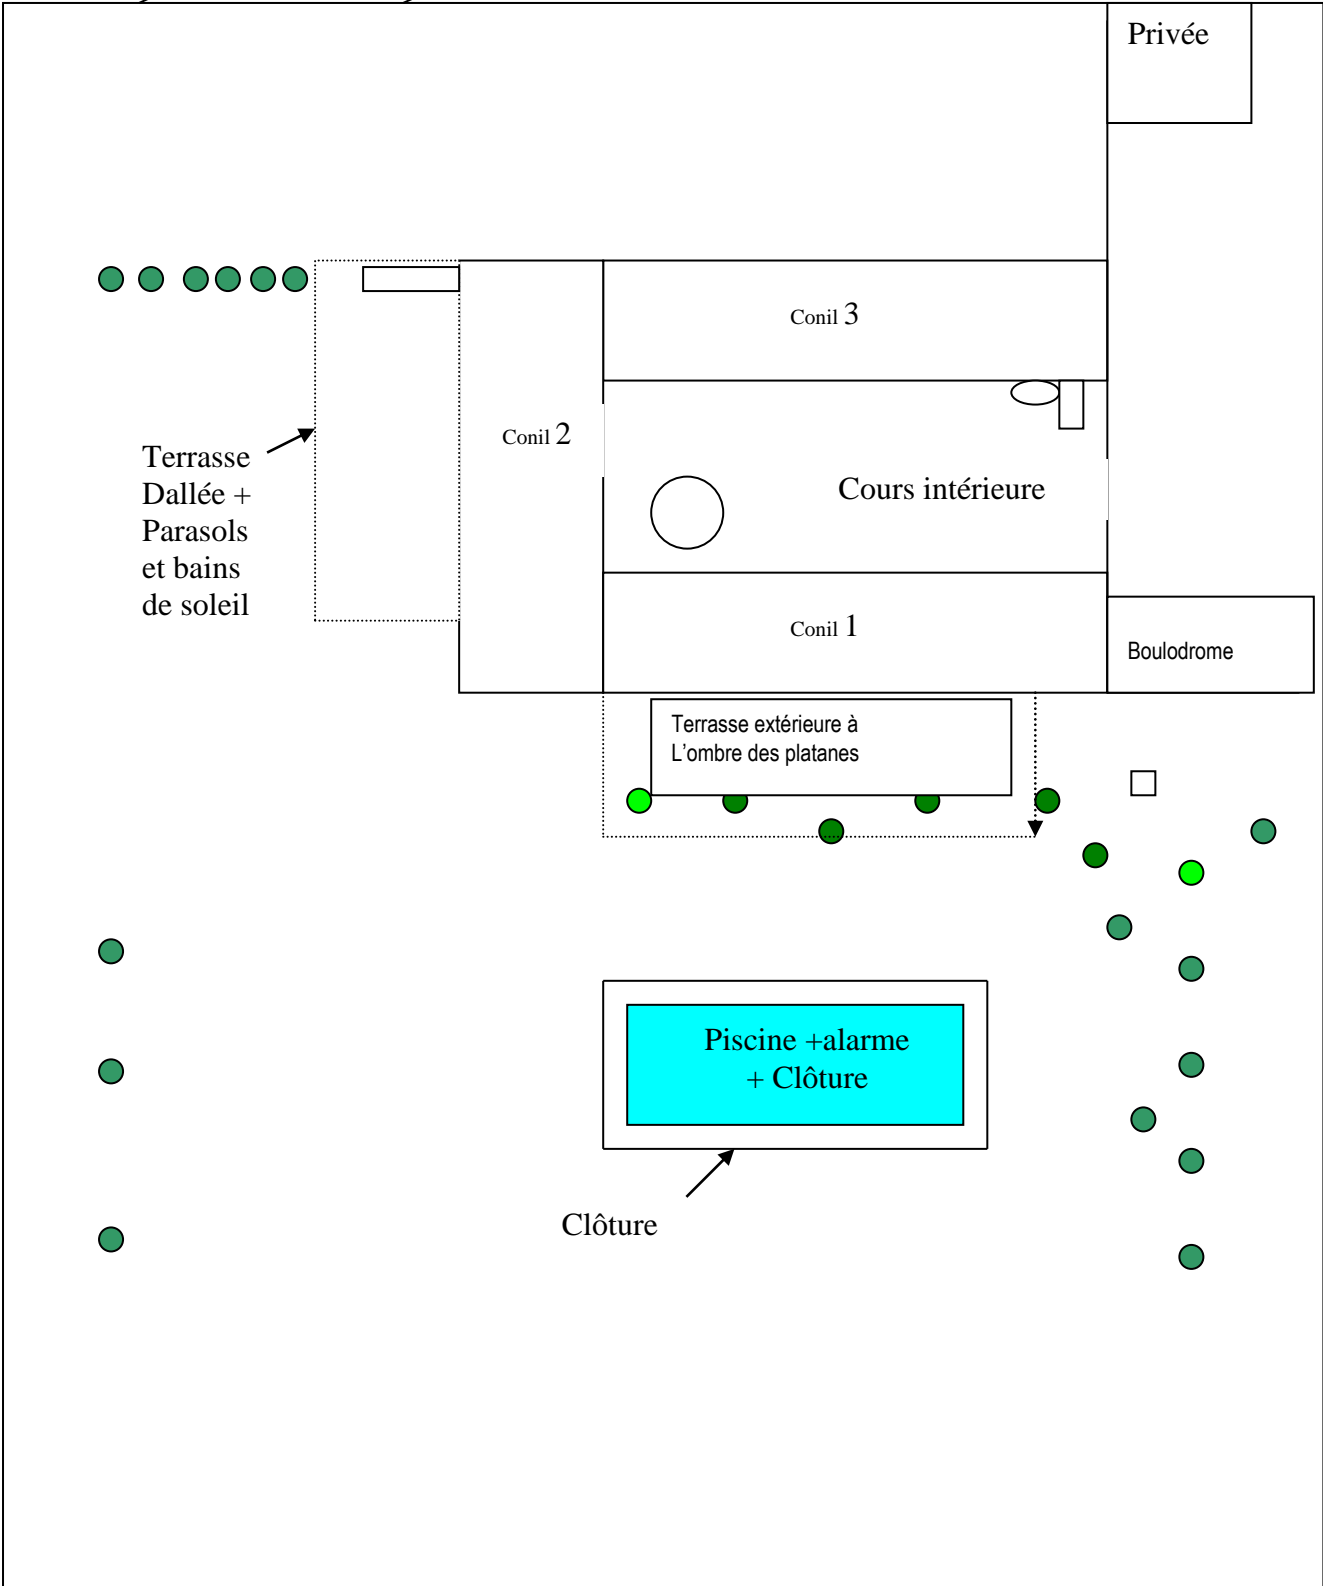 Privée
Conil 3
Conil 2
Terrasse
Dallée +
Parasols
et bains
de soleil
Cours intérieure
Conil 1
Boulodrome
Terrasse extérieure à
L'ombre des platanes
Piscine +alarme
+ Clôture
Clôture